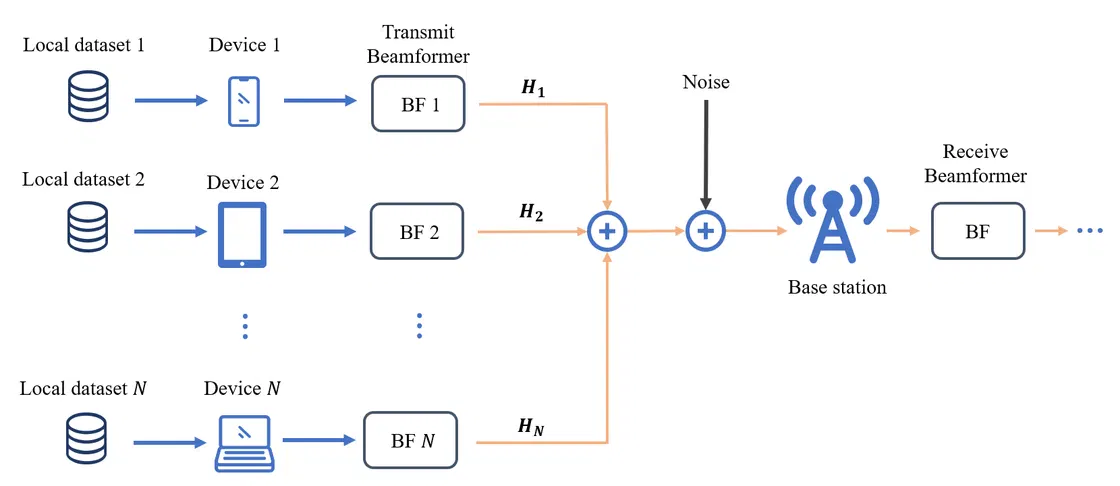 Local dataset 1
Device 1
Transmit
Beamformer
BF 1
H₁
Noise
Local dataset 2
Device 2
BF 2
H₂
Receive
Beamformer
BF
Base station
Local dataset N
Device N
BF N
H_N